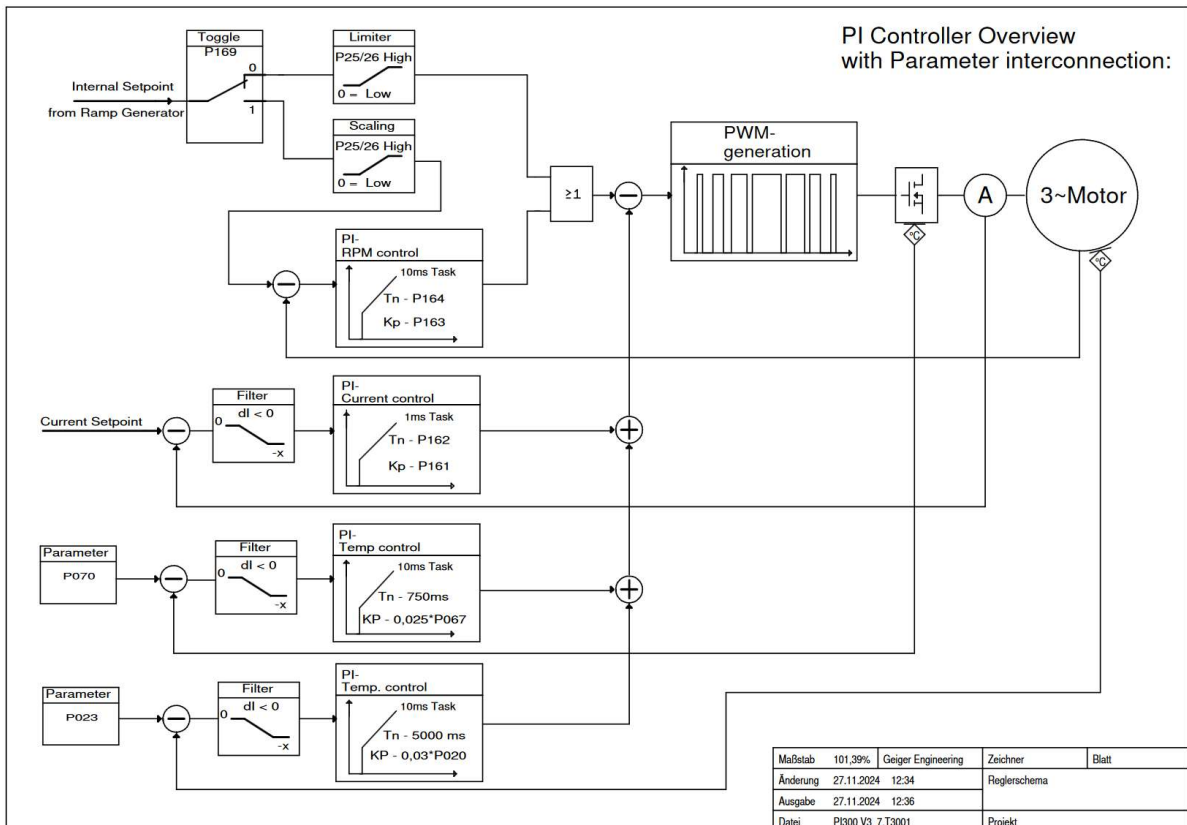 PI Controller Overview
with Parameter interconnection:
Toggle
P169
0
1
Internal Setpoint
from Ramp Generator
Limiter
P25/26 High
0 = Low
Scaling
P25/26 High
0 = Low
≥1
PWM-
generation
A
3~Motor
°C
°C
PI-
RPM control
10ms Task
Tn - P164
Kp - P163
Current Setpoint
Filter
dI < 0
0
-x
PI-
Current control
1ms Task
Tn - P162
Kp - P161
Parameter
P070
Filter
dI < 0
0
-x
PI-
Temp control
10ms Task
Tn - 750ms
KP - 0,025*P067
Parameter
P023
Filter
dI < 0
0
-x
PI-
Temp. control
10ms Task
Tn - 5000 ms
KP - 0,03*P020
Maßstab 101,39% Geiger Engineering Zeichner Blatt
Änderung 27.11.2024 12:34 Reglerschema
Ausgabe 27.11.2024 12:36
Datei PI300 V3_7.T3001 Projekt